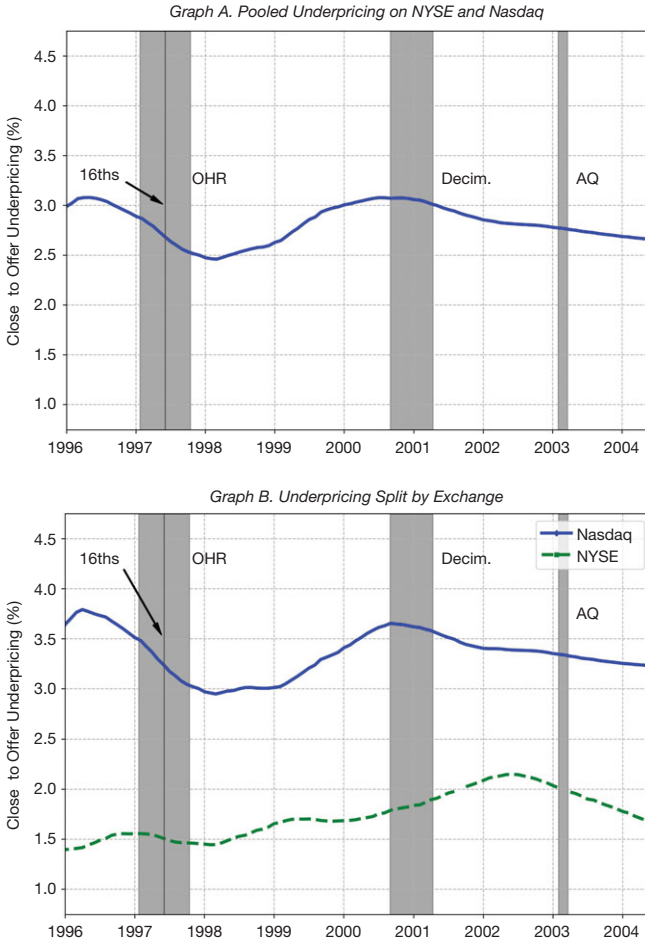 Graph A. Pooled Underpricing on NYSE and Nasdaq
Close to Offer Underpricing (%)
4.5
4.0
3.5
3.0
2.5
2.0
1.5
1.0
16ths
OHR
Decim.
AQ
1996 1997 1998 1999 2000 2001 2002 2003 2004
Graph B. Underpricing Split by Exchange
Close to Offer Underpricing (%)
4.5
4.0
3.5
3.0
2.5
2.0
1.5
1.0
16ths
OHR
Decim.
Nasdaq
NYSE
AQ
1996 1997 1998 1999 2000 2001 2002 2003 2004